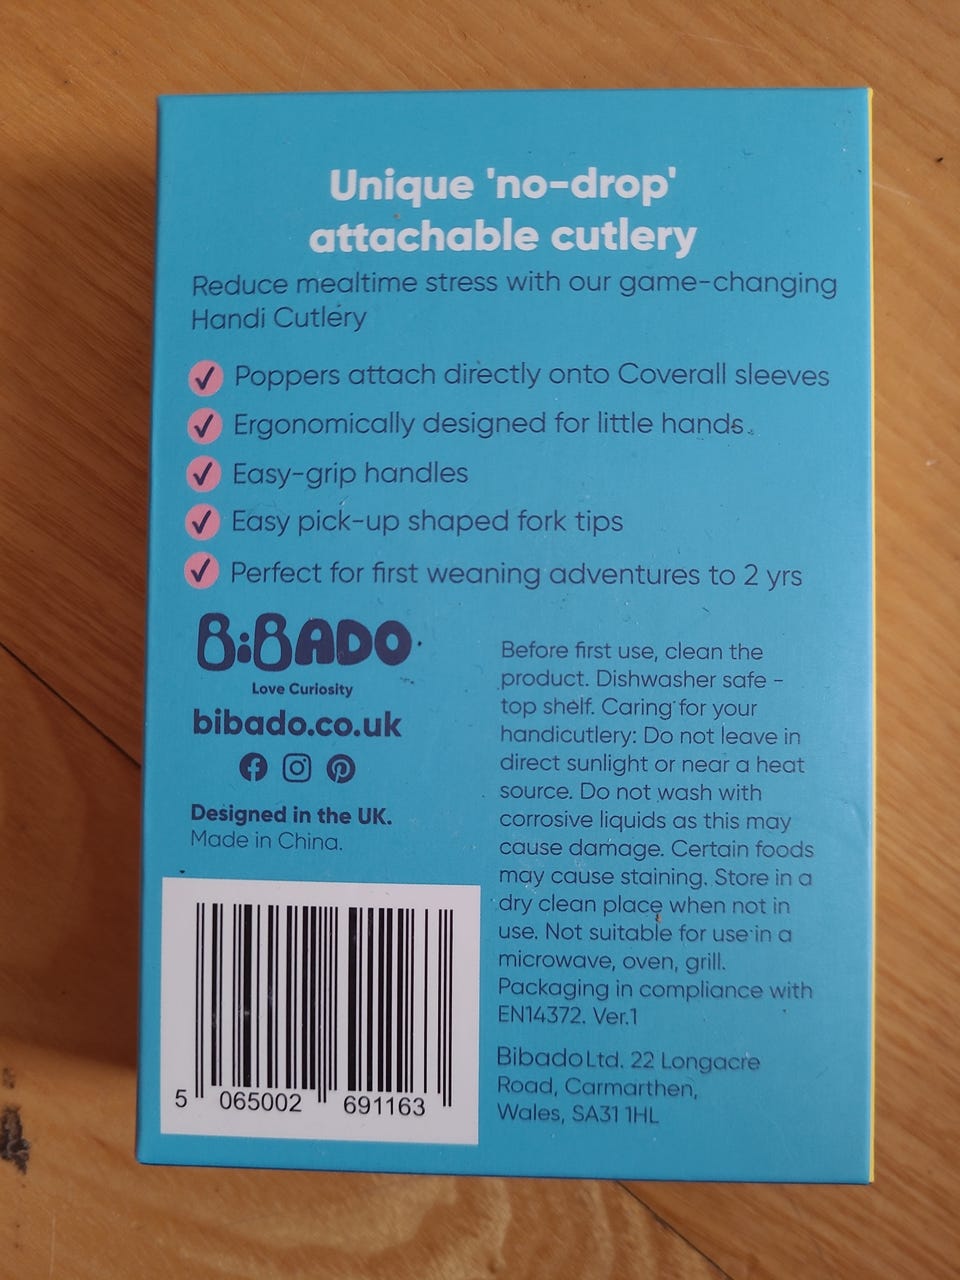 Unique 'no-drop'
attachable cutlery
Reduce mealtime stress with our game-changing
Handi Cutlery
Poppers attach directly onto Coverall sleeves
Ergonomically designed for little hands
Easy-grip handles
Easy pick-up shaped fork tips
Perfect for first weaning adventures to 2 yrs
BiBADO
Love Curiosity
bibado.co.uk
Designed in the UK.
Made in China.
5 065002 691163
Before first use, clean the
product. Dishwasher safe -
top shelf. Caring for your
handicutlery: Do not leave in
direct sunlight or near a heat
source. Do not wash with
corrosive liquids as this may
cause damage. Certain foods
may cause staining. Store in a
dry clean place when not in
use. Not suitable for use in a
microwave, oven, grill.
Packaging in compliance with
EN14372. Ver.1
Bibado Ltd. 22 Longacre
Road, Carmarthen,
Wales, SA31 1HL